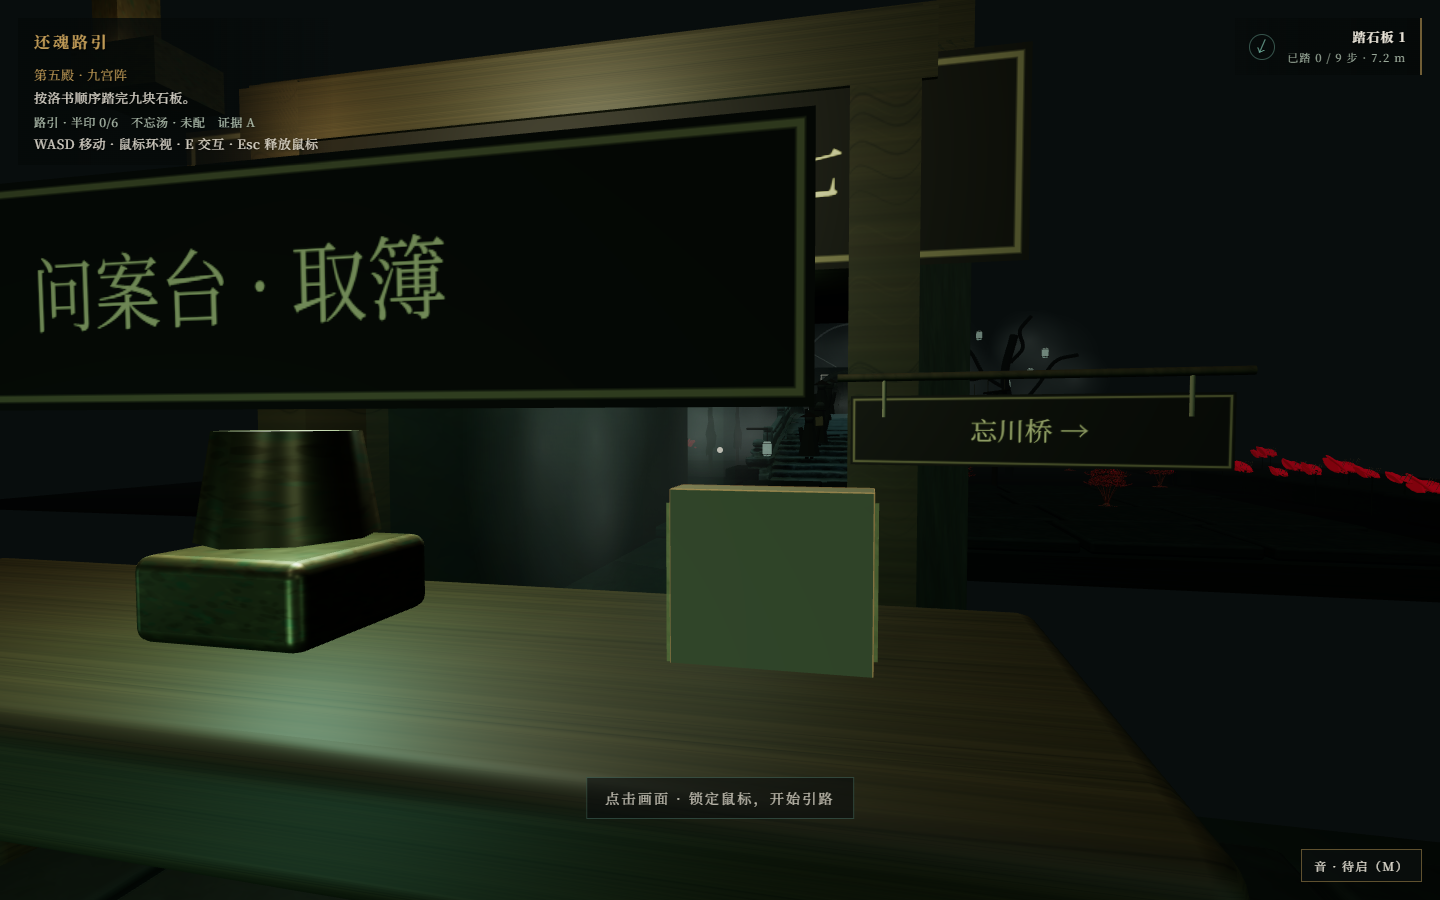 还魂路引
第五殿 · 九宫阵
按洛书顺序踏完九块石板。
路引 · 半印 0/6 不忘汤 · 未配 证据 A
WASD 移动 · 鼠标环视 · E 交互 · Esc 释放鼠标
踏石板 1
已踏 0 / 9 步 · 7.2 m
问案台 · 取簿
忘川桥 →
点击画面 · 锁定鼠标，开始引路
音 · 待启（M）